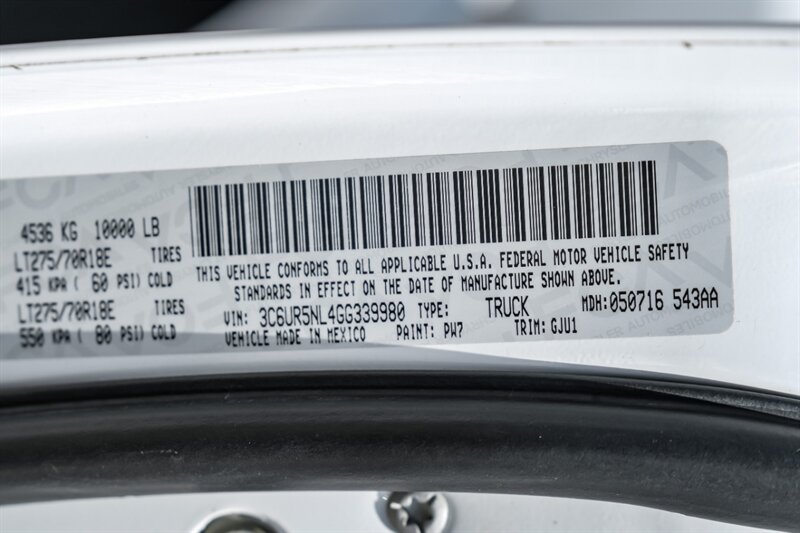 4536 KG 10000 LB
LT275/70R18E TIRES
415 KPA ( 60 PSI) COLD
LT275/70R18E TIRES
550 KPA ( 80 PSI) COLD
THIS VEHICLE CONFORMS TO ALL APPLICABLE U.S.A. FEDERAL MOTOR VEHICLE SAFETY
STANDARDS IN EFFECT ON THE DATE OF MANUFACTURE SHOWN ABOVE.
VIN: 3C6UR5NL4GG339980 TYPE: TRUCK MDH:050716 543AA
VEHICLE MADE IN MEXICO PAINT: PW7 TRIM: GJU1